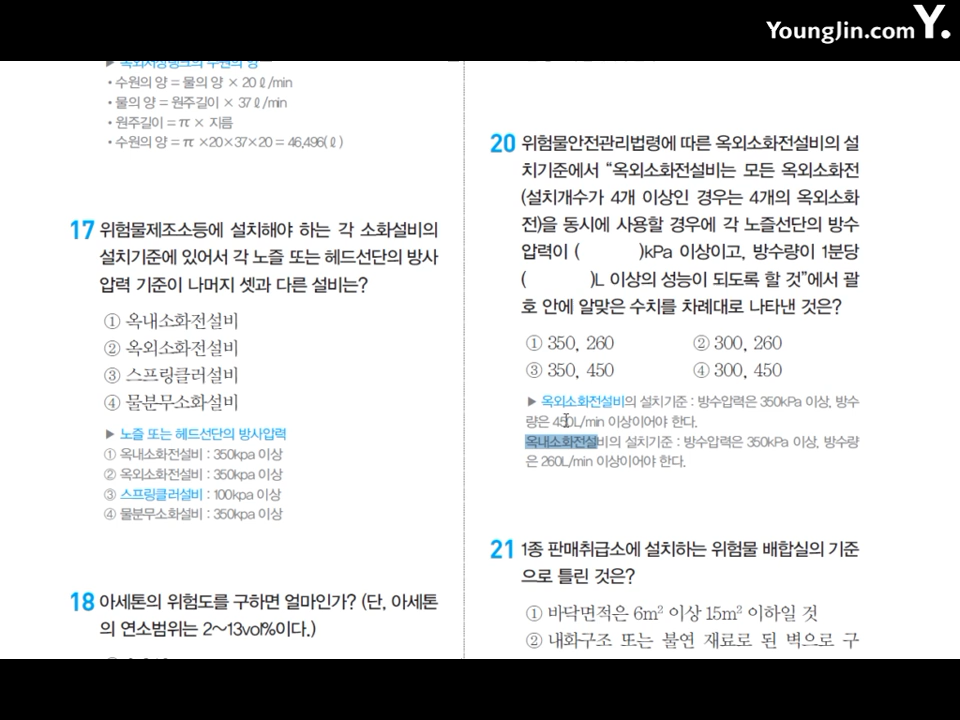 YoungJin.com Y.
▶ 옥외저장탱크의 수원의 양
• 수원의 양 = 물의 양 × 20ℓ/min
• 물의 양 = 원주길이 × 37ℓ/min
• 원주길이 = π × 지름
• 수원의 양 = π ×20×37×20 = 46,496(ℓ)
17 위험물제조소등에 설치해야 하는 각 소화설비의
설치기준에 있어서 각 노즐 또는 헤드선단의 방사
압력 기준이 나머지 셋과 다른 설비는?
① 옥내소화전설비
② 옥외소화전설비
③ 스프링클러설비
④ 물분무소화설비
▶ 노즐 또는 헤드선단의 방사압력
① 옥내소화전설비 : 350kpa 이상
② 옥외소화전설비 : 350kpa 이상
③ 스프링클러설비 : 100kpa 이상
④ 물분무소화설비 : 350kpa 이상
18 아세톤의 위험도를 구하면 얼마인가? (단, 아세톤
의 연소범위는 2~13vol%이다.)
20 위험물안전관리법령에 따른 옥외소화전설비의 설
치기준에서 “옥외소화전설비는 모든 옥외소화전
(설치개수가 4개 이상인 경우는 4개의 옥외소화
전)을 동시에 사용할 경우에 각 노즐선단의 방수
압력이 ( )kPa 이상이고, 방수량이 1분당
( )L 이상의 성능이 되도록 할 것”에서 괄
호 안에 알맞은 수치를 차례대로 나타낸 것은?
① 350, 260 ② 300, 260
③ 350, 450 ④ 300, 450
▶ 옥외소화전설비의 설치기준 : 방수압력은 350kPa 이상, 방수
량은 450L/min 이상이어야 한다.
옥내소화전설비의 설치기준 : 방수압력은 350kPa 이상, 방수량
은 260L/min 이상이어야 한다.
21 1종 판매취급소에 설치하는 위험물 배합실의 기준
으로 틀린 것은?
① 바닥면적은 6m² 이상 15m² 이하일 것
② 내화구조 또는 불연 재료로 된 벽으로 구